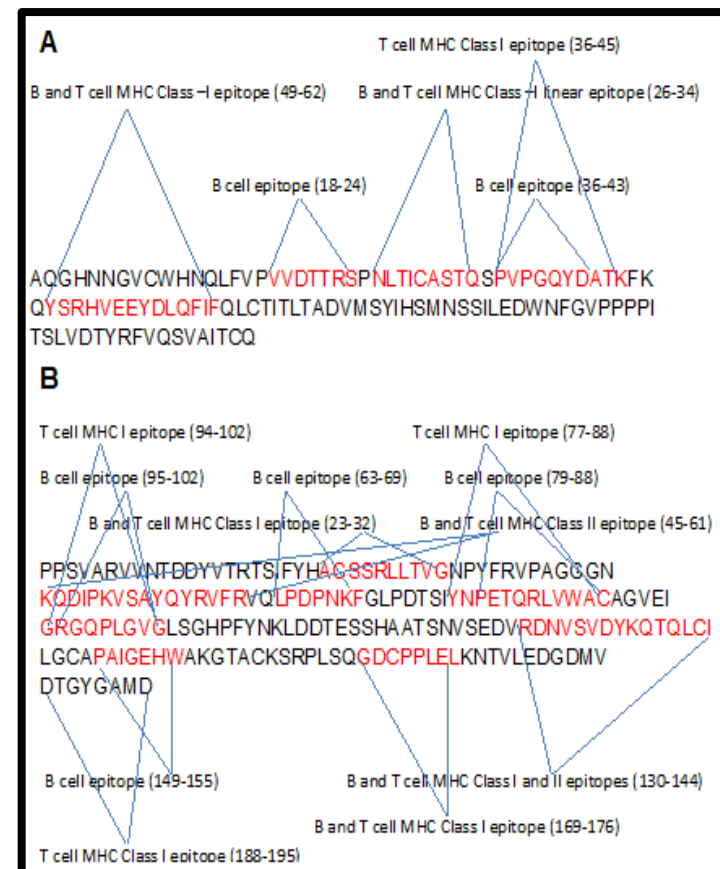 A
T cell MHC Class I epitope (36-45)
B and T cell MHC Class –I epitope (49-62)
B and T cell MHC Class –II linear epitope (26-34)
B cell epitope (18-24)
B cell epitope (36-43)
AQGHNNGVCWHNQLFVPVVDTTRSPNLTICASTQSPVPGQYDATKFK
QYSRHVEEYDLQFIFQLCTITLTADVMSYIHSMNSSILEDWNFGVPPPPI
TSLVDTYRFVQSVAITCQ
B
T cell MHC I epitope (94-102)
T cell MHC I epitope (77-88)
B cell epitope (95-102)
B cell epitope (63-69)
B cell epitope (79-88)
B and T cell MHC Class I epitope (23-32)
B and T cell MHC Class II epitope (45-61)
PPSVARVVNTDDYVTRTSIFYHAGSSRLLTVGNPYFRVPAGGGN
KQDIPKVSAYQYRVFRVQLPDPNKFGLPDTSIYNPETQRLVWACAGVEI
GRGQPLGVGLSGHPFYNKLDDTESSHAATSNVSEDVRDNVSVDYKQTQLCI
LGCAPAIGEHWAKGTACKSRPLSQGDCPPLELKNTVLEDGDMV
DTGYGAMD
B cell epitope (149-155)
B and T cell MHC Class I and II epitopes (130-144)
B and T cell MHC Class I epitope (169-176)
T cell MHC Class I epitope (188-195)